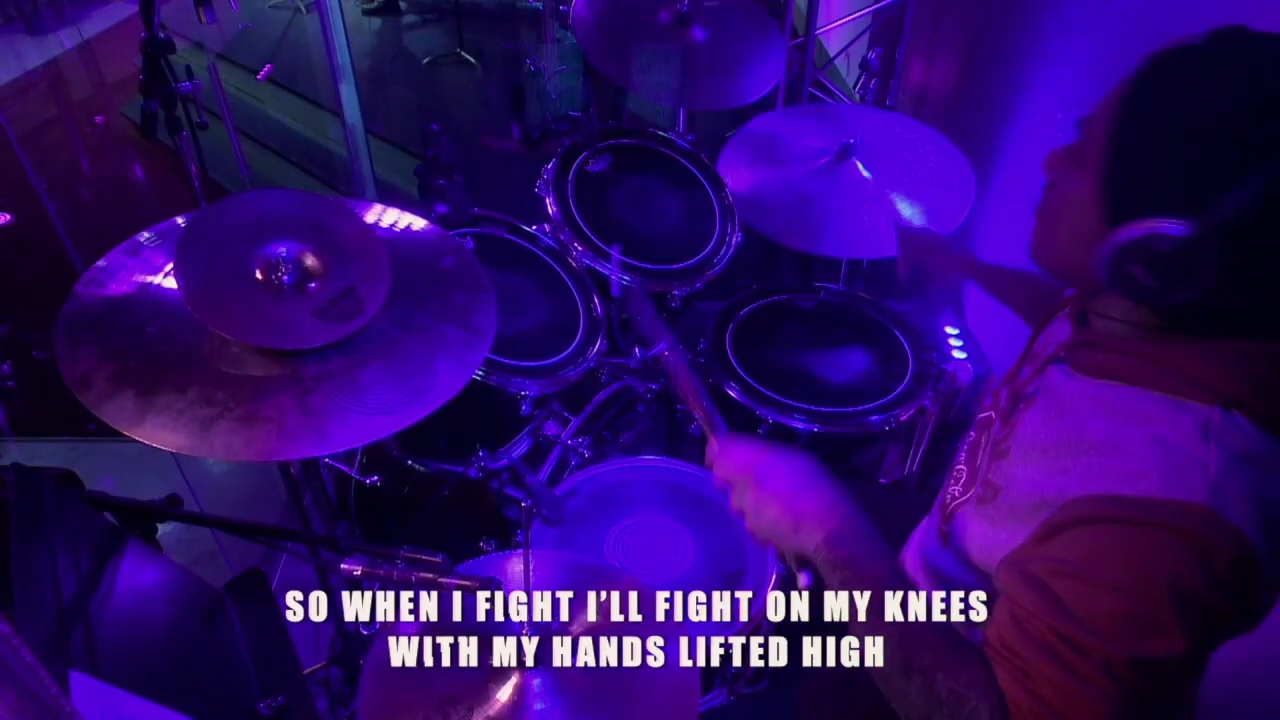 SO WHEN I FIGHT I'LL FIGHT ON MY KNEES
WITH MY HANDS LIFTED HIGH